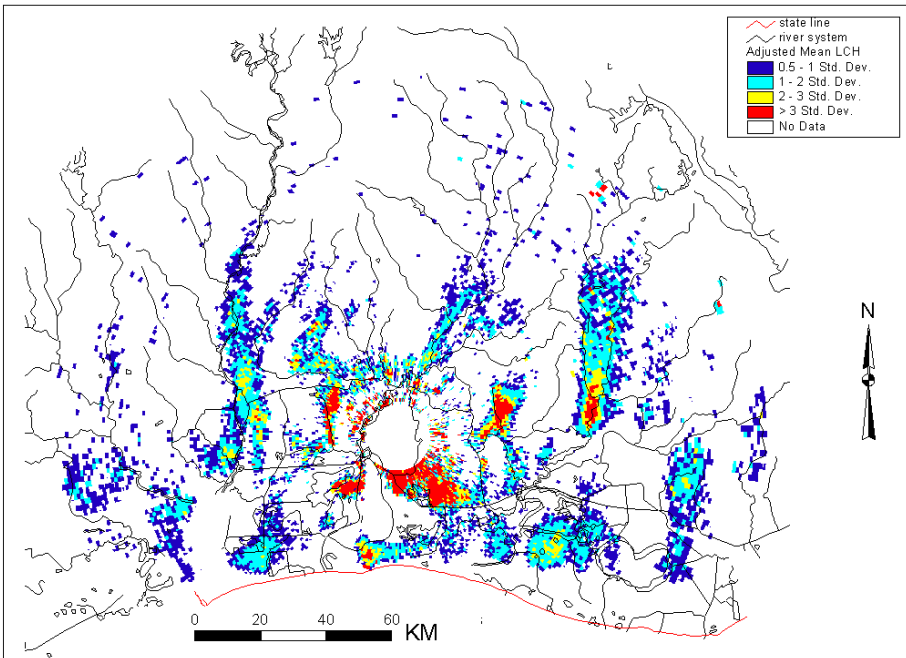 state line
river system
Adjusted Mean LCH
0.5 - 1 Std. Dev.
1 - 2 Std. Dev.
2 - 3 Std. Dev.
> 3 Std. Dev.
No Data
N
0 20 40 60
KM